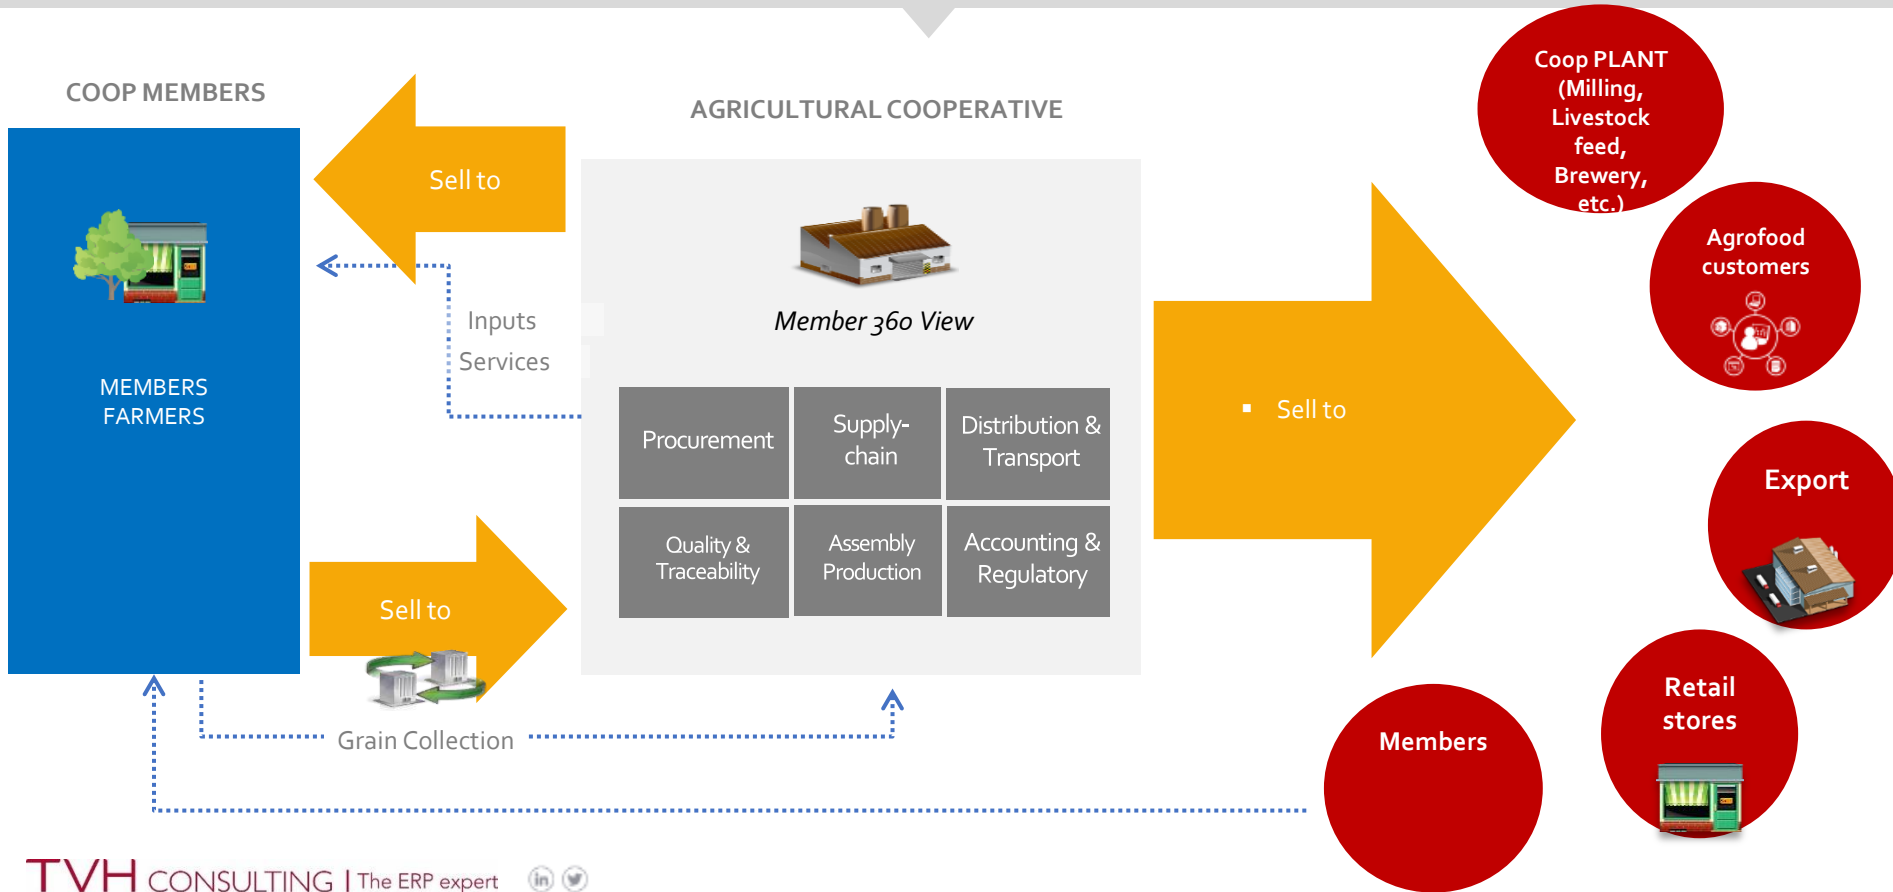 COOP MEMBERS
AGRICULTURAL COOPERATIVE
Coop PLANT
(Milling,
Livestock
feed,
Brewery,
etc.)
Sell to
Agrofood
customers
MEMBERS
FARMERS
Inputs
Services
Member 360 View
Procurement
Supply-
chain
Distribution &
Transport
Quality &
Traceability
Assembly
Production
Accounting &
Regulatory
▪ Sell to
Export
Sell to
Grain Collection
Members
Retail
stores
TVH CONSULTING | The ERP expert
in